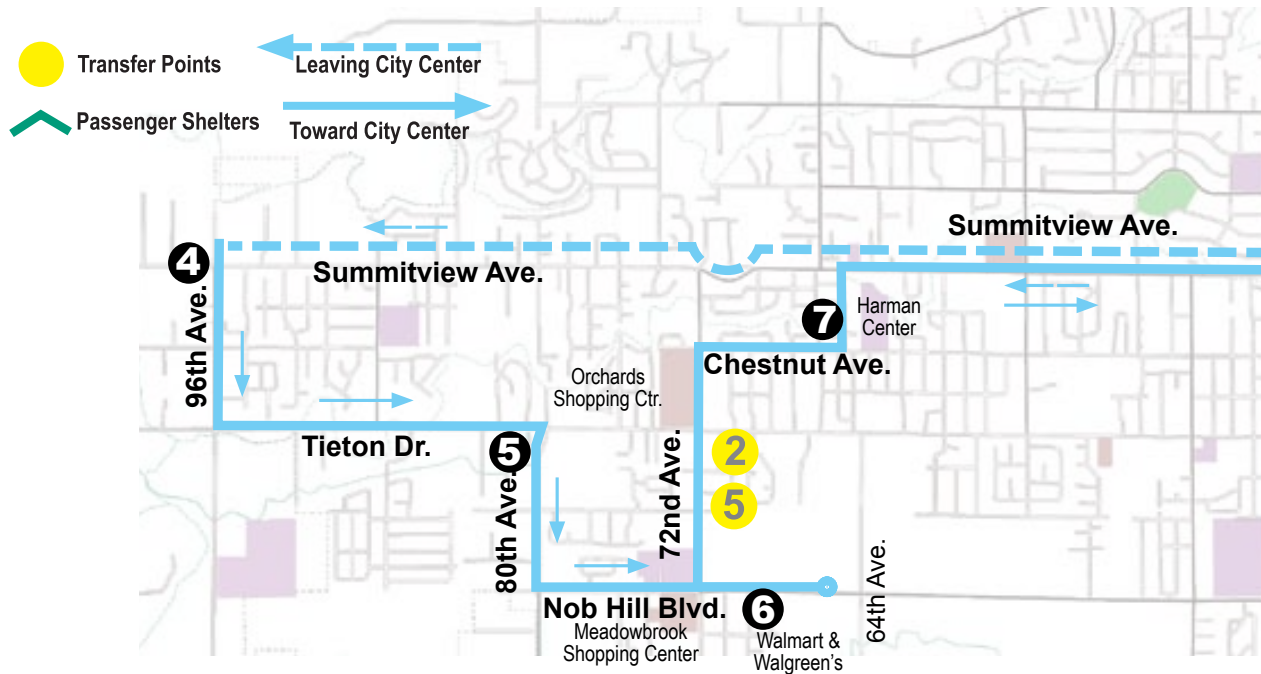 Transfer Points
Leaving City Center
Passenger Shelters
Toward City Center
Summitview Ave.
4
Summitview Ave.
7
Harman
Center
96th Ave.
Chestnut Ave.
Orchards
Shopping Ctr.
Tieton Dr.
5
2
5
80th Ave.
72nd Ave.
64th Ave.
Nob Hill Blvd.
6
Meadowbrook
Shopping Center
Walmart &
Walgreen's